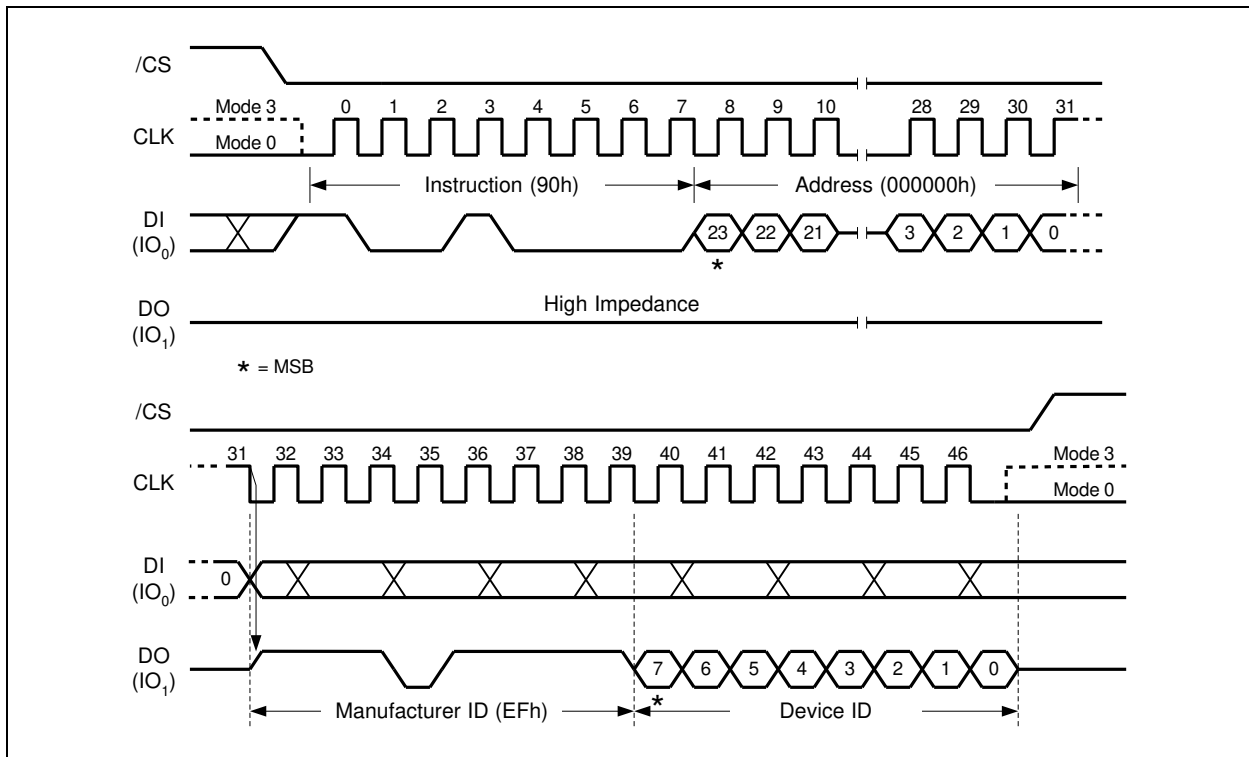 /CS
Mode 3
0 1 2 3 4 5 6 7 8 9 10 28 29 30 31
CLK
Mode 0
Instruction (90h) Address (000000h)
DI
(IO0)
23 22 21 3 2 1 0
*
High Impedance
DO
(IO1)
* = MSB
/CS
31 32 33 34 35 36 37 38 39 40 41 42 43 44 45 46 Mode 3
CLK
Mode 0
DI
(IO0)
0
DO
(IO1)
7 6 5 4 3 2 1 0
*
Manufacturer ID (EFh) Device ID